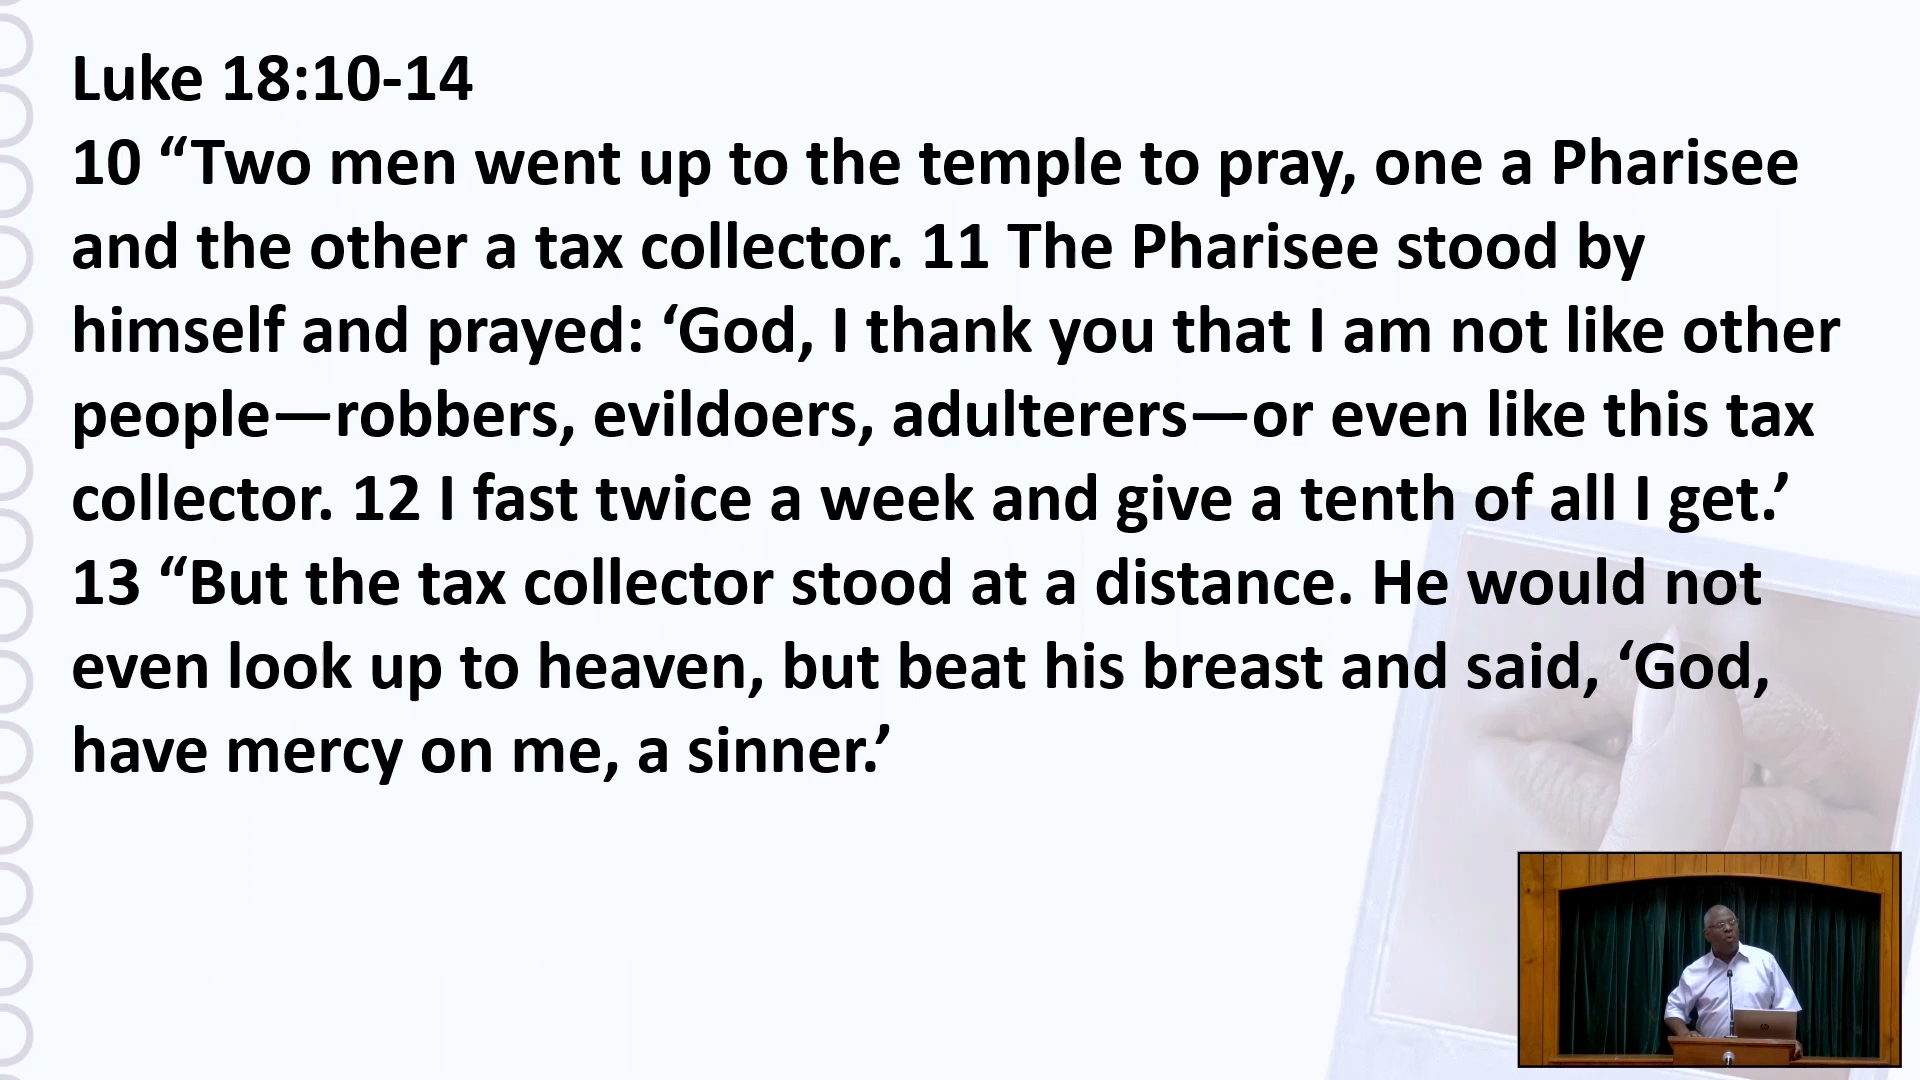 Luke 18:10-14
10 “Two men went up to the temple to pray, one a Pharisee
and the other a tax collector. 11 The Pharisee stood by
himself and prayed: ‘God, I thank you that I am not like other
people—robbers, evildoers, adulterers—or even like this tax
collector. 12 I fast twice a week and give a tenth of all I get.’
13 “But the tax collector stood at a distance. He would not
even look up to heaven, but beat his breast and said, ‘God,
have mercy on me, a sinner.’